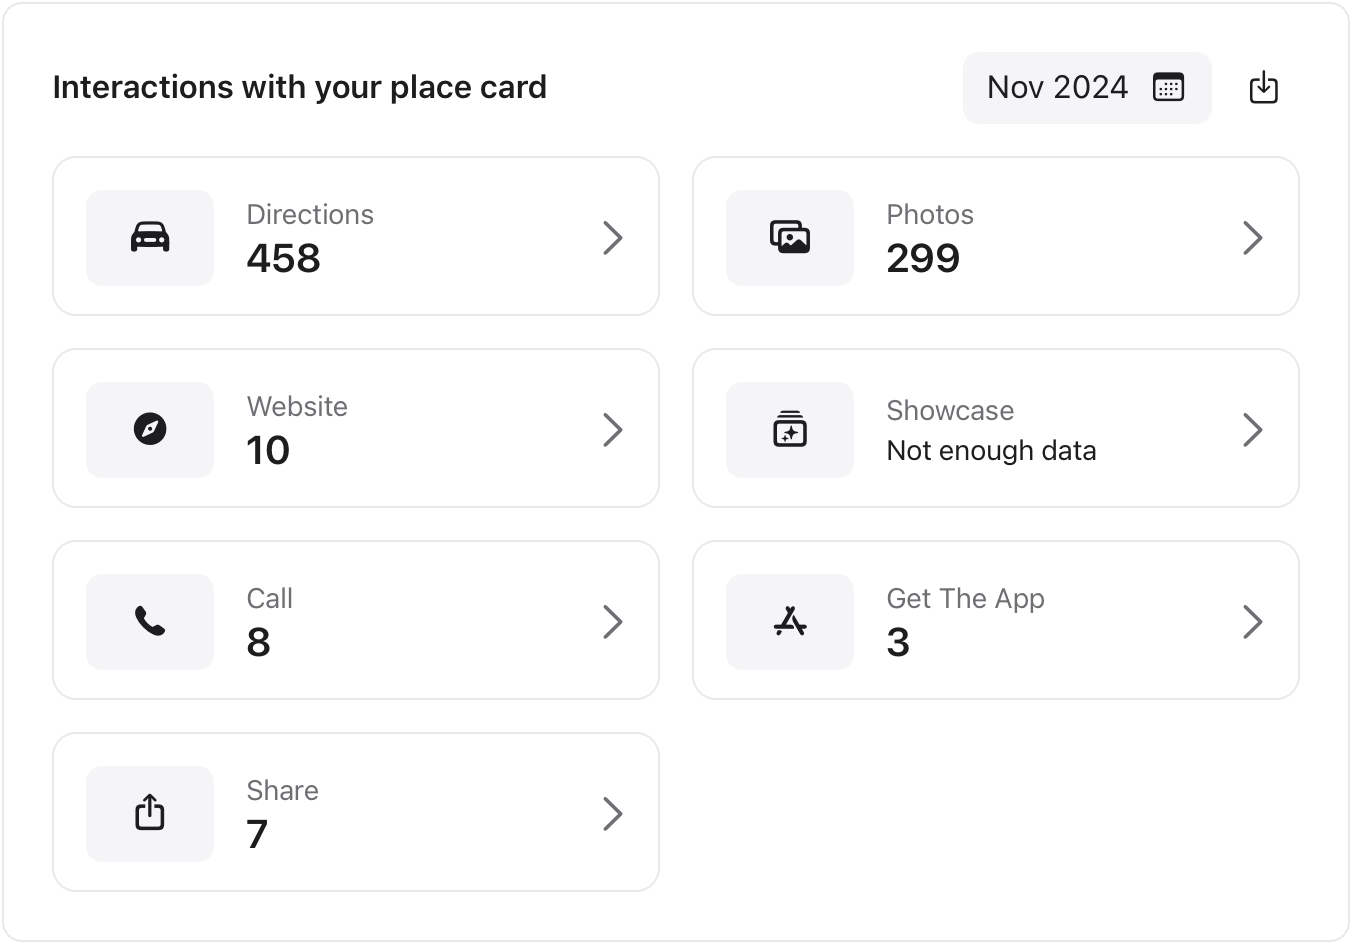 Interactions with your place card
Nov 2024
Directions
458
Photos
299
Website
10
Showcase
Not enough data
Call
8
Get The App
3
Share
7